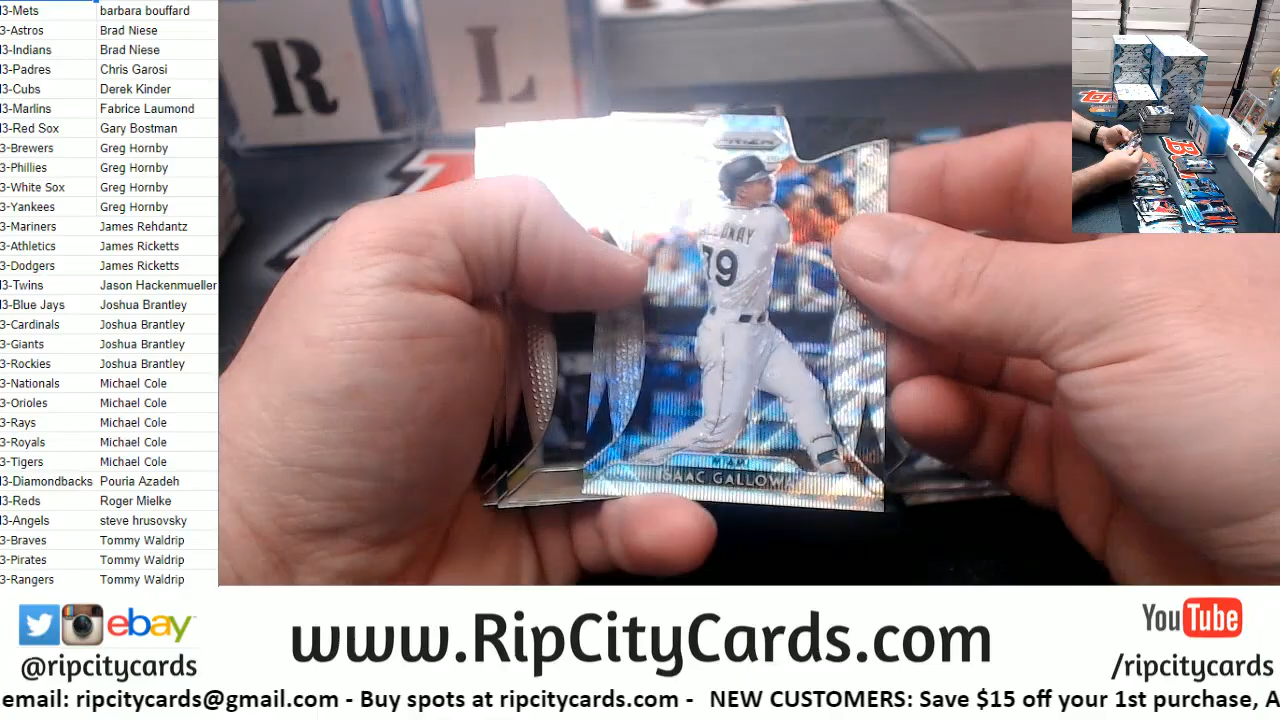 3-Mets barbara bouffard
3-Astros Brad Niese
3-Indians Brad Niese
3-Padres Chris Garosi
3-Cubs Derek Kinder
3-Marlins Fabrice Laumond
3-Red Sox Gary Bostman
3-Brewers Greg Hornby
3-Phillies Greg Hornby
3-White Sox Greg Hornby
3-Yankees Greg Hornby
3-Mariners James Rehdantz
3-Athletics James Ricketts
3-Dodgers James Ricketts
3-Twins Jason Hackenmueller
3-Blue Jays Joshua Brantley
3-Cardinals Joshua Brantley
3-Giants Joshua Brantley
3-Rockies Joshua Brantley
3-Nationals Michael Cole
3-Orioles Michael Cole
3-Rays Michael Cole
3-Royals Michael Cole
3-Tigers Michael Cole
3-Diamondbacks Pouria Azadeh
3-Reds Roger Mielke
3-Angels steve hrusovsky
3-Braves Tommy Waldrip
3-Pirates Tommy Waldrip
3-Rangers Tommy Waldrip
R L
PRIZM
79
MIAMI
ISAAC GALLOWAY
ebay
@ripcitycards
www.RipCityCards.com
YouTube
/ripcitycards
email: ripcitycards@gmail.com - Buy spots at ripcitycards.com - NEW CUSTOMERS: Save $15 off your 1st purchase, A